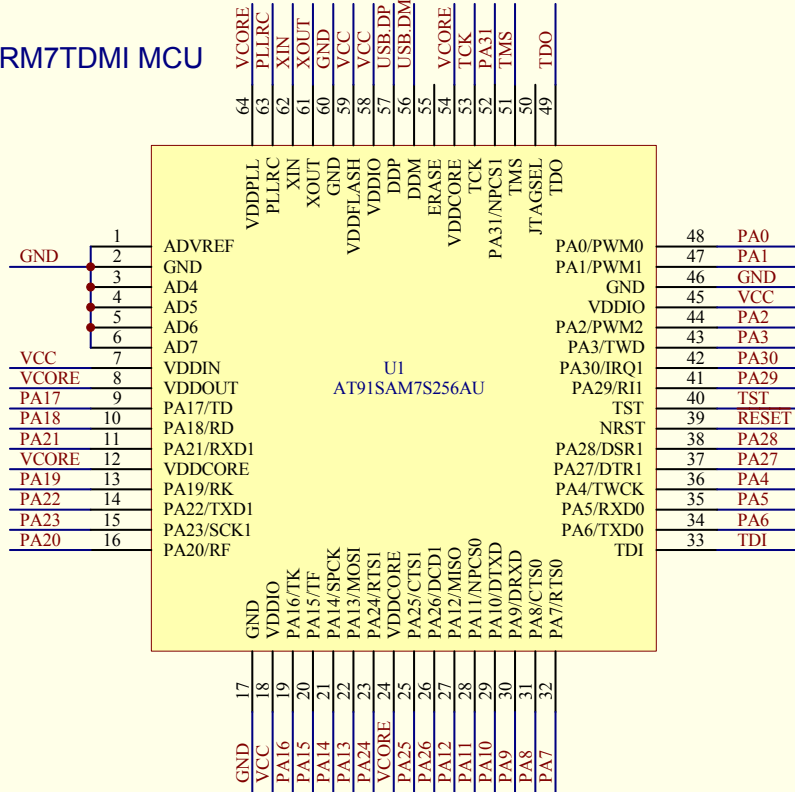 RM7TDMI MCU
VCORE
PLLRC
XIN
XOUT
GND
VCC
VCC
USB.DP
USB.DM
VCORE
TCK
PA31
TMS
TDO
64
63
62
61
60
59
58
57
56
55
54
53
52
51
50
49
VDDPLL
PLLRC
XIN
XOUT
GND
VDDFLASH
VDDIO
DDP
DDM
ERASE
VDDCORE
TCK
PA31/NPCS1
TMS
JTAGSEL
TDO
1 ADVREF
GND 2 GND
3 AD4
4 AD5
5 AD6
6 AD7
VCC 7 VDDIN
VCORE 8 VDDOUT
PA17 9 PA17/TD
PA18 10 PA18/RD
PA21 11 PA21/RXD1
VCORE 12 VDDCORE
PA19 13 PA19/RK
PA22 14 PA22/TXD1
PA23 15 PA23/SCK1
PA20 16 PA20/RF
U1
AT91SAM7S256AU
PA0/PWM0 48 PA0
PA1/PWM1 47 PA1
GND 46 GND
VDDIO 45 VCC
PA2/PWM2 44 PA2
PA3/TWD 43 PA3
PA30/IRQ1 42 PA30
PA29/RI1 41 PA29
TST 40 TST
NRST 39 RESET
PA28/DSR1 38 PA28
PA27/DTR1 37 PA27
PA4/TWCK 36 PA4
PA5/RXD0 35 PA5
PA6/TXD0 34 PA6
TDI 33 TDI
GND
VDDIO
PA16/TK
PA15/TF
PA14/SPCK
PA13/MOSI
PA24/RTS1
VDDCORE
PA25/CTS1
PA26/DCD1
PA12/MISO
PA11/NPCS0
PA10/DTXD
PA9/DRXD
PA8/CTS0
PA7/RTS0
17
18
19
20
21
22
23
24
25
26
27
28
29
30
31
32
GND
VCC
PA16
PA15
PA14
PA13
PA24
VCORE
PA25
PA26
PA12
PA11
PA10
PA9
PA8
PA7